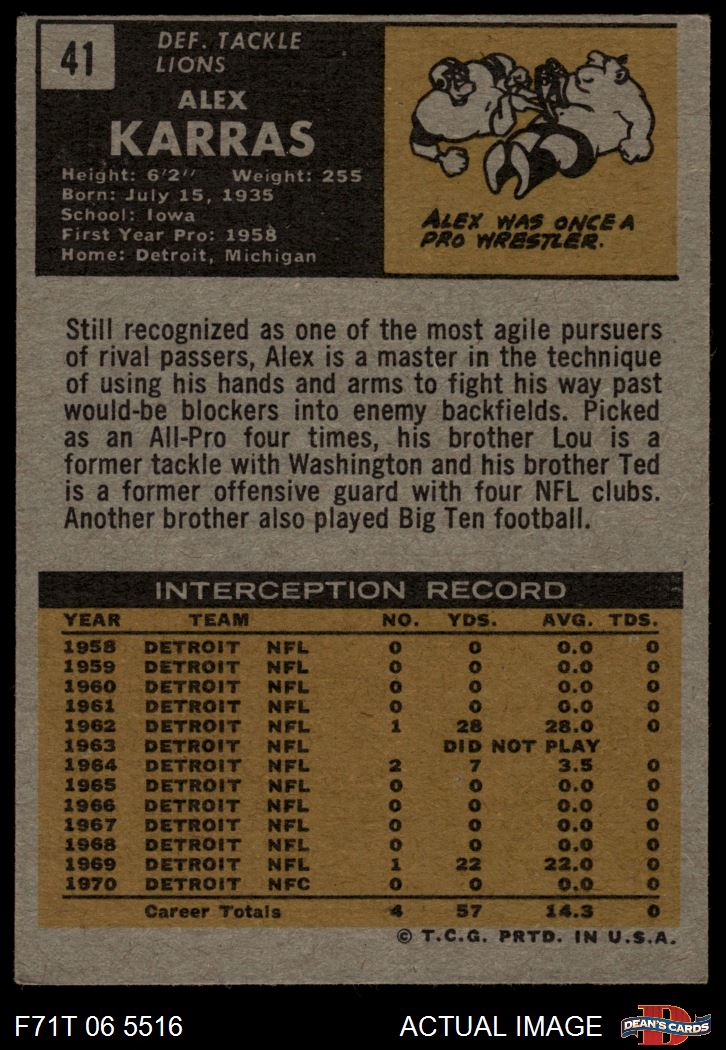 41
DEF. TACKLE
LIONS
ALEX
KARRAS
Height: 6'2" Weight: 255
Born: July 15, 1935
School: Iowa
First Year Pro: 1958
Home: Detroit, Michigan
ALEX WAS ONCE A
PRO WRESTLER.
Still recognized as one of the most agile pursuers
of rival passers, Alex is a master in the technique
of using his hands and arms to fight his way past
would-be blockers into enemy backfields. Picked
as an All-Pro four times, his brother Lou is a
former tackle with Washington and his brother Ted
is a former offensive guard with four NFL clubs.
Another brother also played Big Ten football.
INTERCEPTION RECORD
YEAR TEAM NO. YDS. AVG. TDS.
1958 DETROIT NFL 0 0 0.0 0
1959 DETROIT NFL 0 0 0.0 0
1960 DETROIT NFL 0 0 0.0 0
1961 DETROIT NFL 0 0 0.0 0
1962 DETROIT NFL 1 28 28.0 0
1963 DETROIT NFL DID NOT PLAY
1964 DETROIT NFL 2 7 3.5 0
1965 DETROIT NFL 0 0 0.0 0
1966 DETROIT NFL 0 0 0.0 0
1967 DETROIT NFL 0 0 0.0 0
1968 DETROIT NFL 0 0 0.0 0
1969 DETROIT NFL 1 22 22.0 0
1970 DETROIT NFC 0 0 0.0 0
Career Totals 4 57 14.3 0
© T.C.G. PRTD. IN U.S.A.
F71T 06 5516 ACTUAL IMAGE
D
DEAN'S CARDS